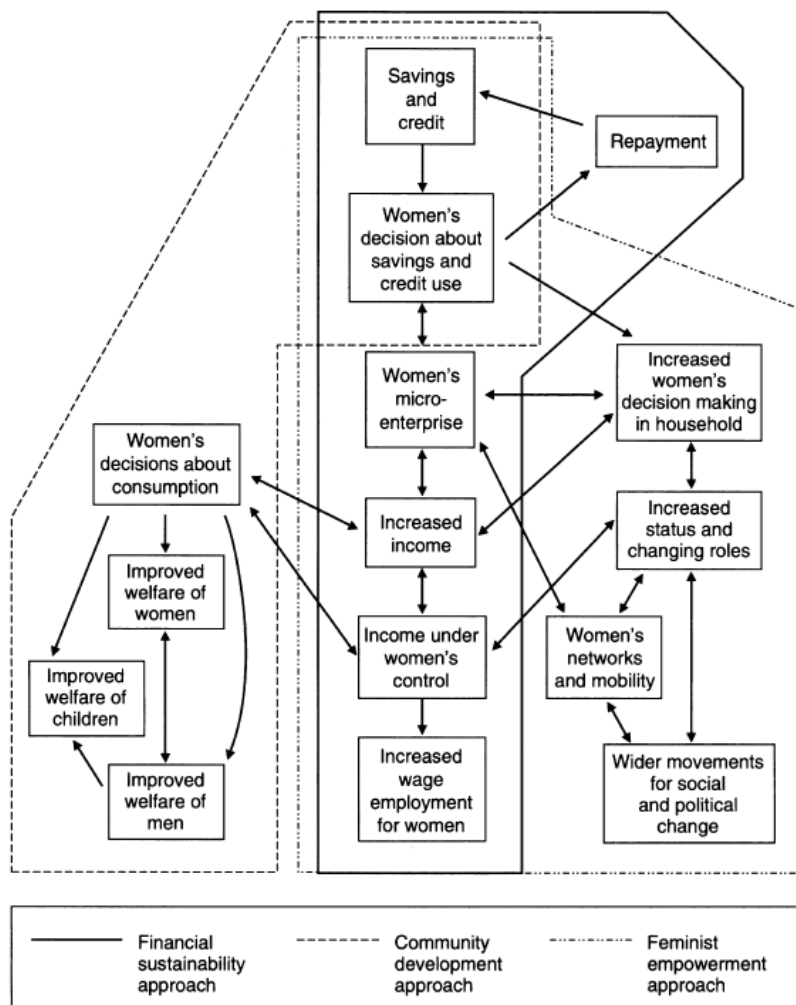 Savings
and
credit
Repayment
Women's
decision about
savings and
credit use
Women's
micro-
enterprise
Increased
women's
decision making
in household
Women's
decisions about
consumption
Increased
income
Increased
status and
changing roles
Improved
welfare of
women
Income under
women's
control
Women's
networks
and mobility
Improved
welfare of
children
Increased
wage
employment
for women
Wider movements
for social
and political
change
Improved
welfare of
men
Financial
sustainability
approach
Community
development
approach
Feminist
empowerment
approach